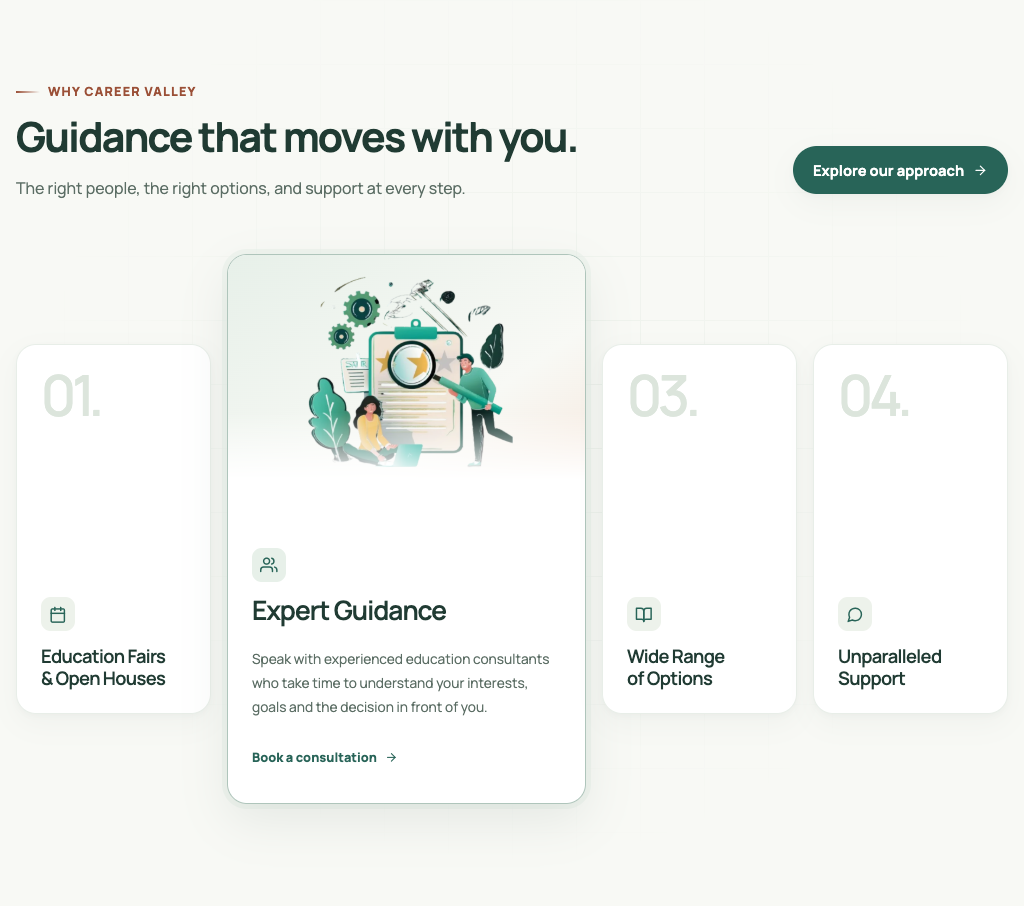 WHY CAREER VALLEY
Guidance that moves with you.
The right people, the right options, and support at every step.
Explore our approach
01.
Education Fairs
& Open Houses
Expert Guidance
Speak with experienced education consultants
who take time to understand your interests,
goals and the decision in front of you.
Book a consultation
03.
Wide Range
of Options
04.
Unparalleled
Support